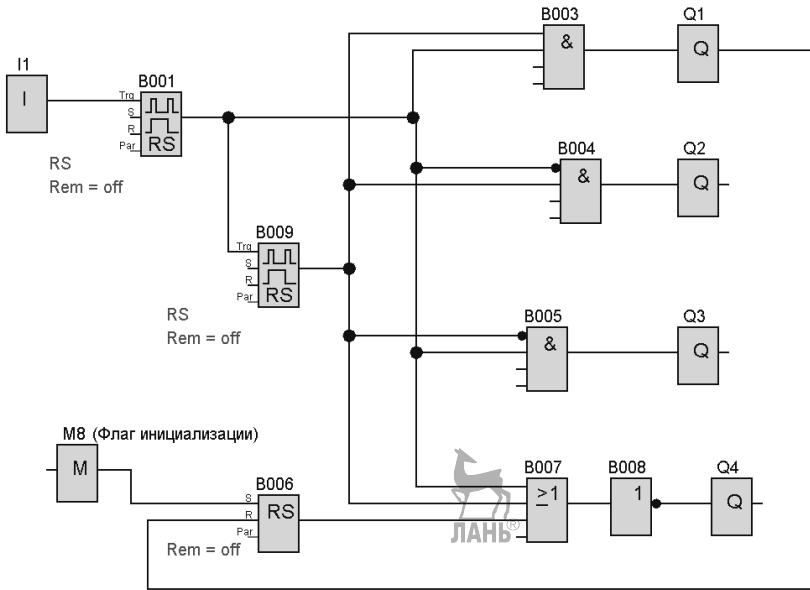 B003
&
Q1
Q
I1
I
B001
Trg
S
R
Par
RS
RS
Rem = off
B004
&
Q2
Q
B009
Trg
S
R
Par
RS
RS
Rem = off
B005
&
Q3
Q
M8 (Флаг инициализации)
M
B006
S
R
Par
RS
Rem = off
B007
≥1
B008
1
Q4
Q
ЛАНЬ®